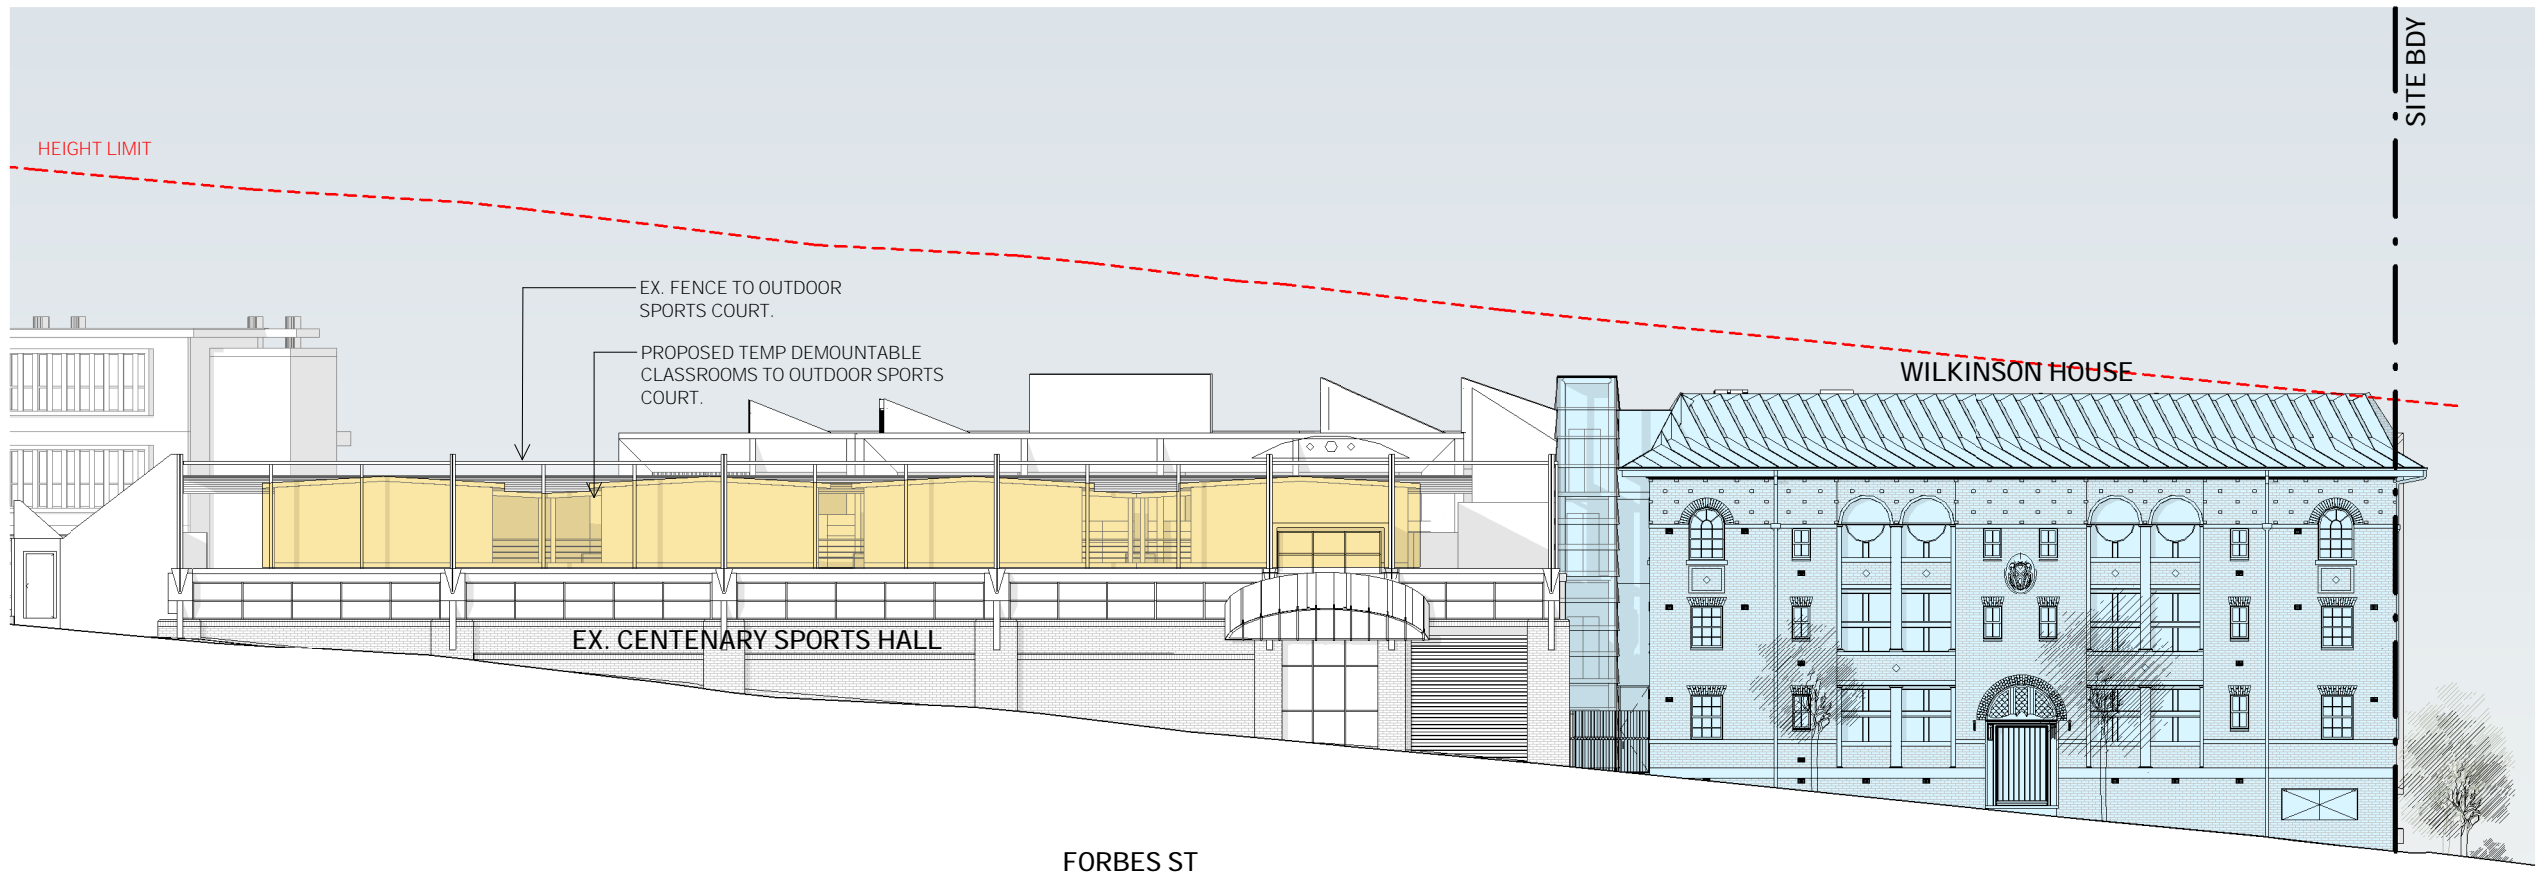 SITE BDY
HEIGHT LIMIT
EX. FENCE TO OUTDOOR
SPORTS COURT.
PROPOSED TEMP DEMOUNTABLE
CLASSROOMS TO OUTDOOR SPORTS
COURT.
WILKINSON HOUSE
EX. CENTENARY SPORTS HALL
FORBES ST